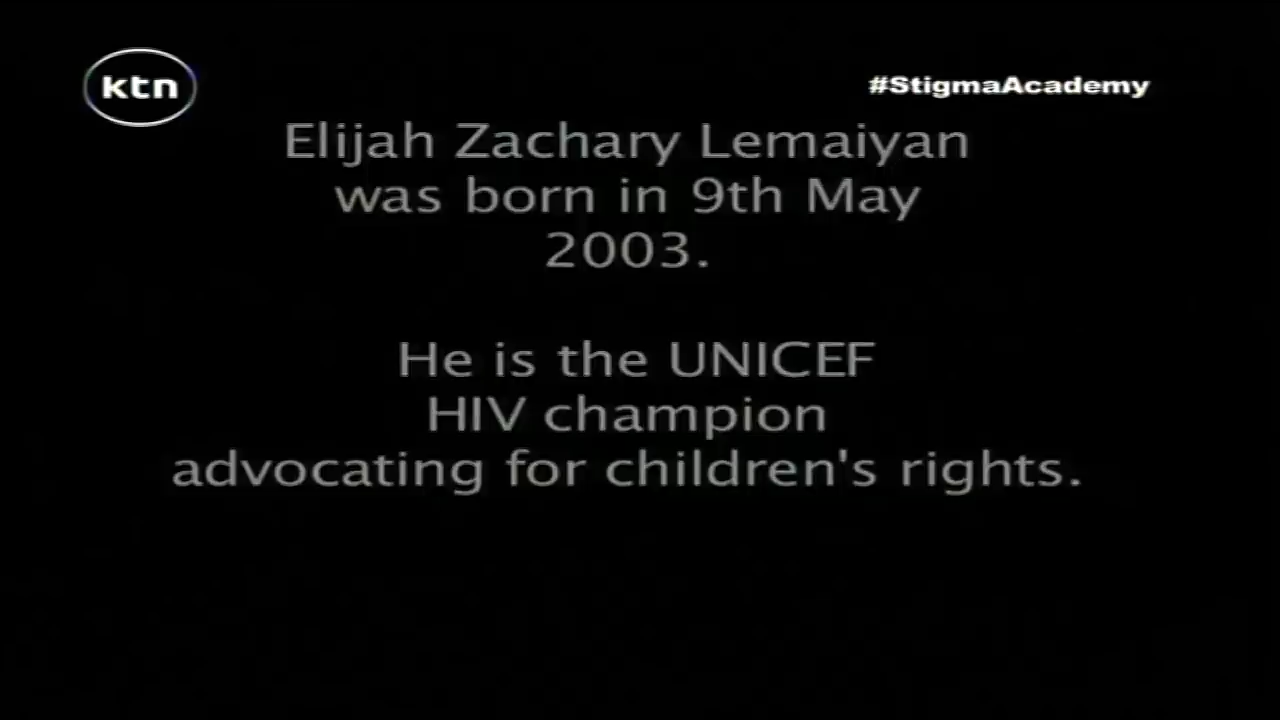 ktn
#StigmaAcademy
Elijah Zachary Lemaiyan
was born in 9th May
2003.
He is the UNICEF
HIV champion
advocating for children's rights.